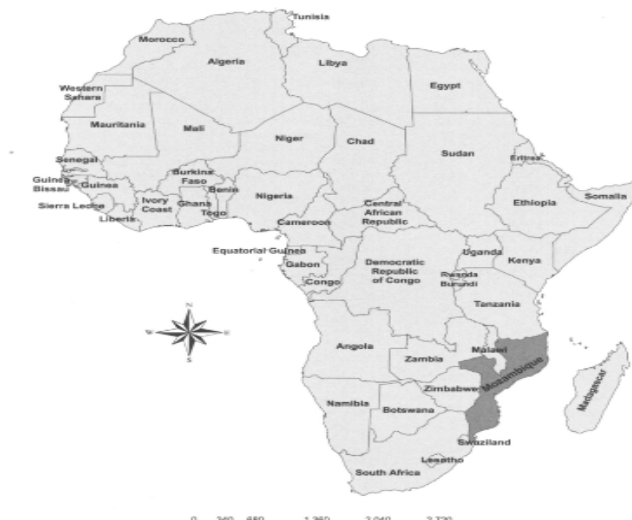 Tunisia
Morocco
Algeria
Libya
Egypt
Western
Sahara
Mauritania
Mali
Niger
Chad
Sudan
Eritrea
Senegal
Guinea
Bissau
Guinea
Burkina
Faso
Benin
Nigeria
Ethiopia
Somalia
Sierra Leone
Liberia
Ivory
Coast
Ghana
Togo
Cameroon
Central
African
Republic
Equatorial Guinea
Gabon
Congo
Democratic
Republic
of Congo
Uganda
Kenya
Rwanda
Burundi
Tanzania
N
W
E
S
Angola
Zambia
Malawi
Mozambique
Zimbabwe
Madagascar
Namibia
Botswana
Swaziland
Lesotho
South Africa